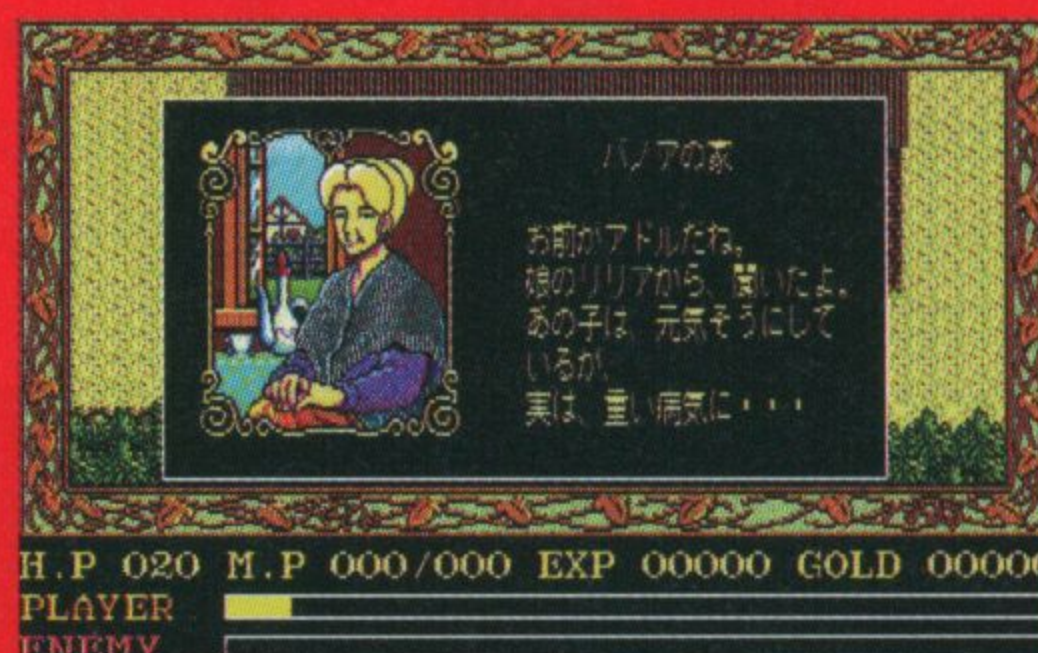 バノアの家
お前がアドルだね。
娘のリリアから、聞いたよ。
あの子は、元気そうにして
いるが、
実は、重い病気に・・・
H.P 020 M.P 000/000 EXP 00000 GOLD 00000
PLAYER
ENEMY